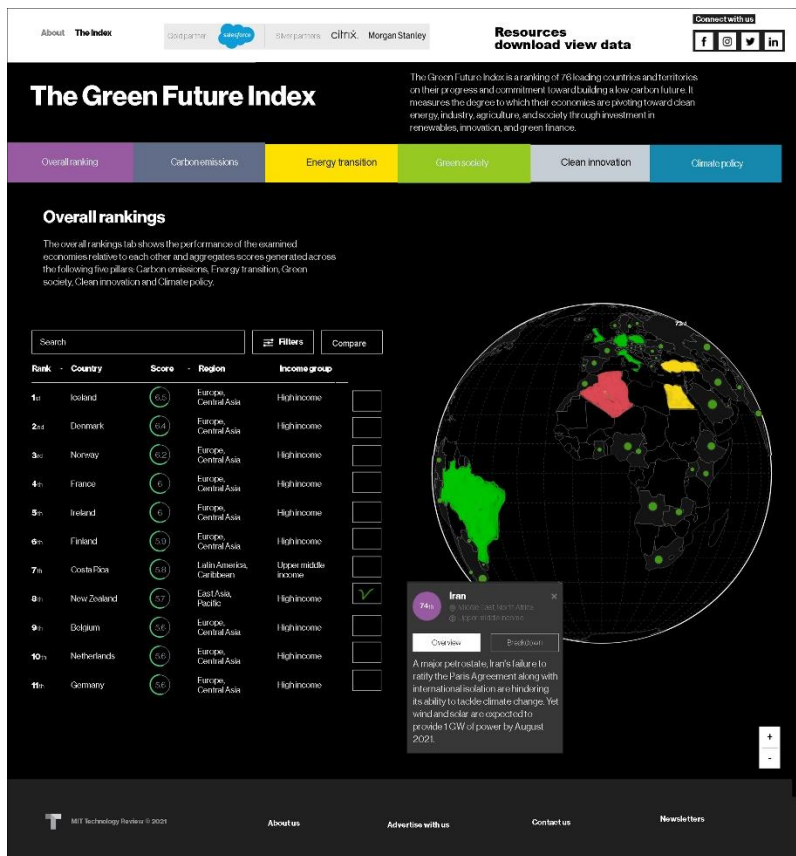 About The Index
Gold partner salesforce Silver partners citrix. Morgan Stanley
Resources
download view data
Connect with us
f in
The Green Future Index
The Green Future Index is a ranking of 76 leading countries and territories
on their progress and commitment toward building a low carbon future. It
measures the degree to which their economies are pivoting toward clean
energy, industry, agriculture, and society through investment in
renewables, innovation, and green finance.
Overall ranking Carbon emissions Energy transition Green society Clean innovation Climate policy
Overall rankings
The overall rankings tab shows the performance of the examined
economies relative to each other and aggregates scores generated across
the following five pillars: Carbon emissions, Energy transition, Green
society, Clean innovation and Climate policy.
Search Filters Compare
Rank - Country Score - Region Income group
1st Iceland 6.5 Europe, Central Asia High income
2nd Denmark 6.4 Europe, Central Asia High income
3rd Norway 6.2 Europe, Central Asia High income
4th France 6 Europe, Central Asia High income
5th Ireland 6 Europe, Central Asia High income
6th Finland 5.9 Europe, Central Asia High income
7th Costa Rica 5.8 Latin America, Caribbean Upper middle income
8th New Zealand 5.7 East Asia, Pacific High income
9th Belgium 5.6 Europe, Central Asia High income
10th Netherlands 5.6 Europe, Central Asia High income
11th Germany 5.6 Europe, Central Asia High income
73rd
74th
Iran ×
Middle East North Africa
Upper middle income
Overview Breakdown
A major petrostate, Iran's failure to
ratify the Paris Agreement along with
international isolation are hindering
its ability to tackle climate change. Yet
wind and solar are expected to
provide 1 GW of power by August
2021.
+
-
MIT Technology Review © 2021
About us
Advertise with us
Contact us
Newsletters